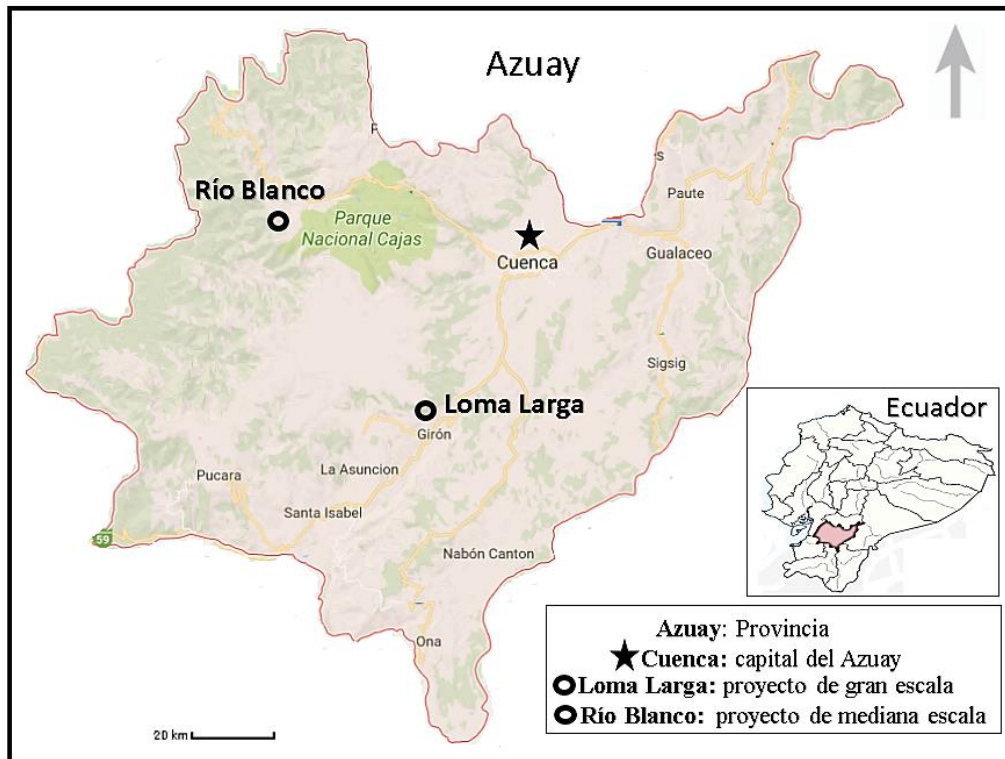 Azuay
Río Blanco
Parque
Nacional Cajas
Cuenca
Paute
Gualaceo
Sigsig
Loma Larga
Girón
La Asuncion
Pucara
Santa Isabel
Nabón Canton
59
Ona
20 km
Ecuador
Azuay: Provincia
Cuenca: capital del Azuay
Loma Larga: proyecto de gran escala
Río Blanco: proyecto de mediana escala